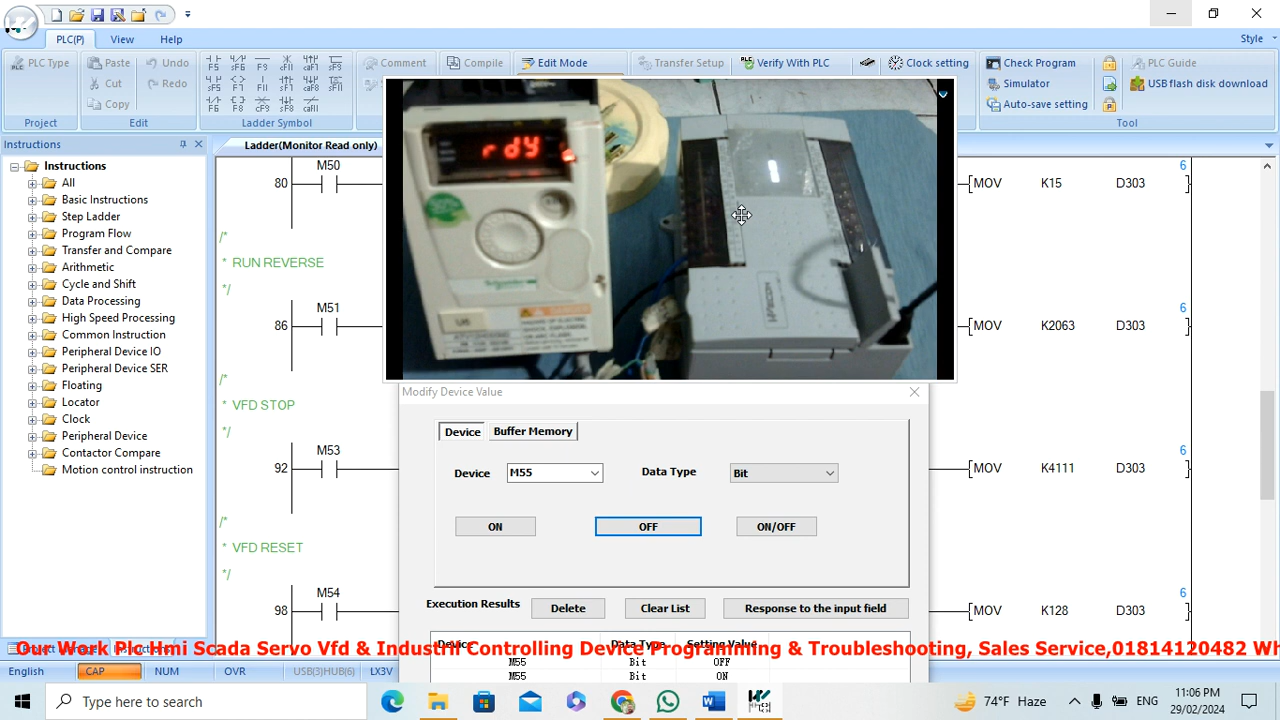 PLC(P) View Help Style
PLC Type Paste Undo Comment Compile Edit Mode Transfer Setup Verify With PLC Clock setting Check Program PLC Guide
Cut Redo Simulator USB flash disk download
Copy Auto-save setting
Project Edit Ladder Symbol Tool
Instructions
Ladder(Monitor Read only)
Instructions
All
Basic Instructions
Step Ladder
Program Flow
Transfer and Compare
Arithmetic
Cycle and Shift
Data Processing
High Speed Processing
Common Instruction
Peripheral Device IO
Peripheral Device SER
Floating
Locator
Clock
Peripheral Device
Contactor Compare
Motion control instruction
M50 6
80 [MOV K15 D303 ]
/*
* RUN REVERSE
*/
M51 6
86 [MOV K2063 D303 ]
/*
* VFD STOP
*/
M53 6
92 [MOV K4111 D303 ]
/*
* VFD RESET
*/
M54 6
98 [MOV K128 D303 ]
rdY
Modify Device Value
Device Buffer Memory
Device M55 Data Type Bit
ON OFF ON/OFF
Execution Results Delete Clear List Response to the input field
Device Data Type Setting Value
M55 Bit OFF
M55 Bit ON
One Week Plc Hmi Scada Servo Vfd & Industril Controlling Device Programming & Troubleshooting, Sales Service,01814120482 Wh
English CAP NUM OVR USB(3)HUB(6) LX3V
Type here to search 74°F Haze ENG 11:06 PM
29/02/2024